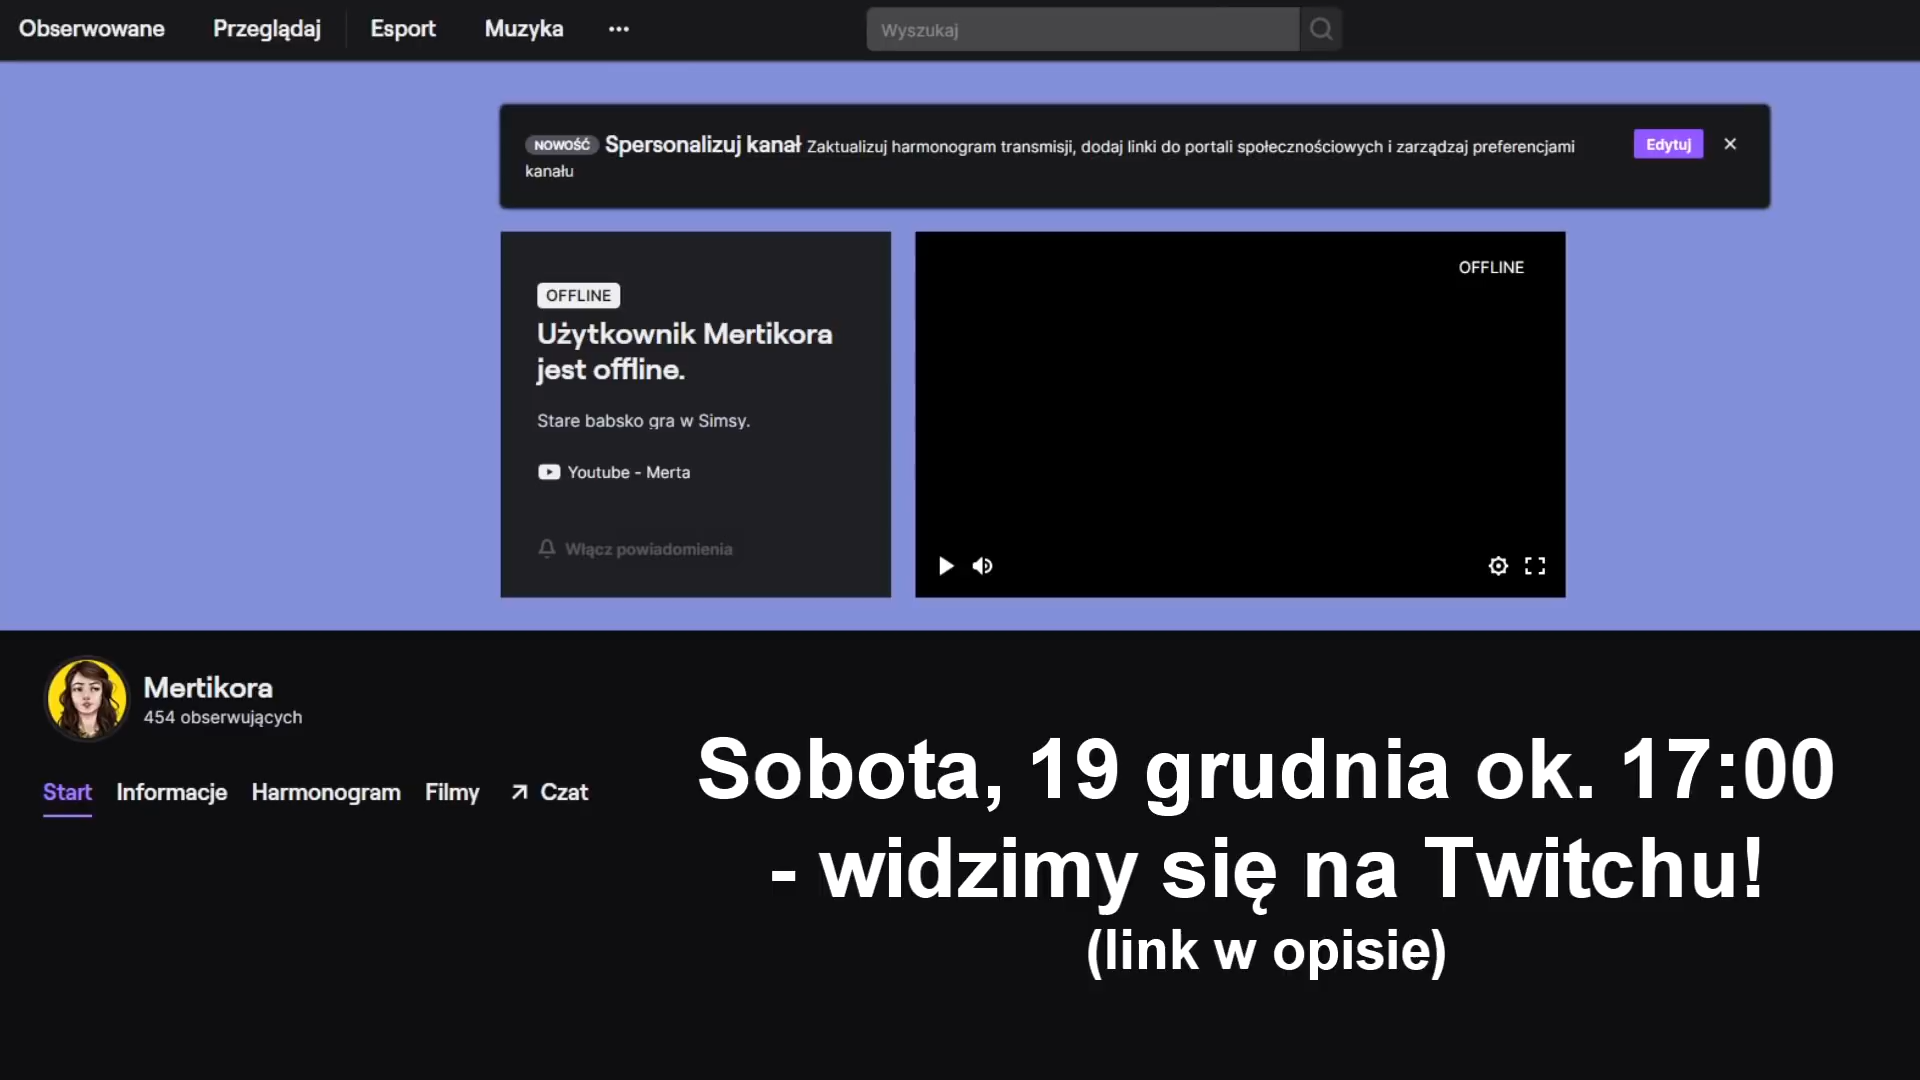 Obserwowane Przeglądaj Esport Muzyka ••• Wyszukaj
NOWOŚĆ Spersonalizuj kanał Zaktualizuj harmonogram transmisji, dodaj linki do portali społecznościowych i zarządzaj preferencjami
kanału
Edytuj
OFFLINE
Użytkownik Mertikora
jest offline.
Stare babsko gra w Simsy.
Youtube - Merta
Włącz powiadomienia
OFFLINE
Mertikora
454 obserwujących
Start Informacje Harmonogram Filmy Czat
Sobota, 19 grudnia ok. 17:00
- widzimy się na Twitchu!
(link w opisie)